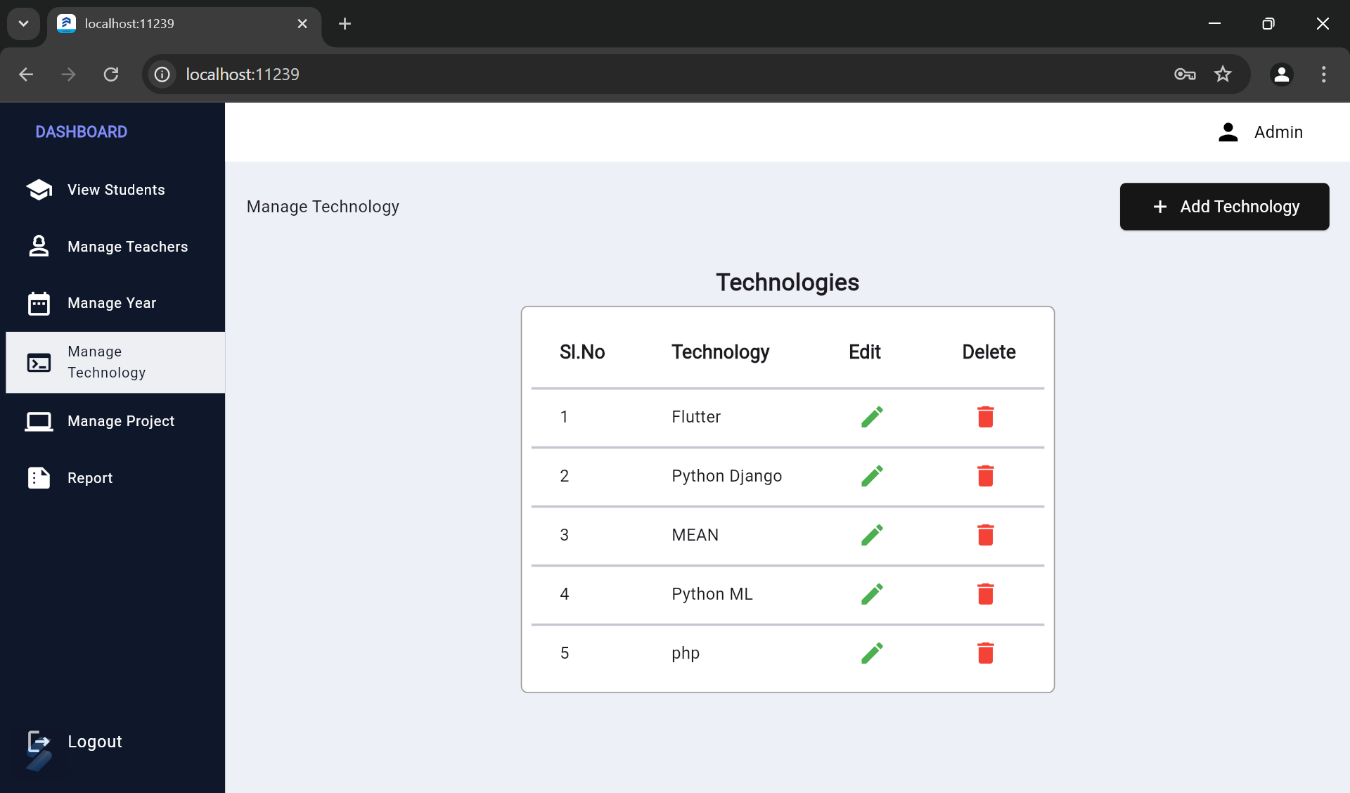 localhost:11239
localhost:11239
DASHBOARD
Admin
View Students
Manage Technology
+ Add Technology
Manage Teachers
Manage Year
Manage
Technology
Manage Project
Report
Logout
Technologies
Sl.No Technology Edit Delete
1 Flutter
2 Python Django
3 MEAN
4 Python ML
5 php